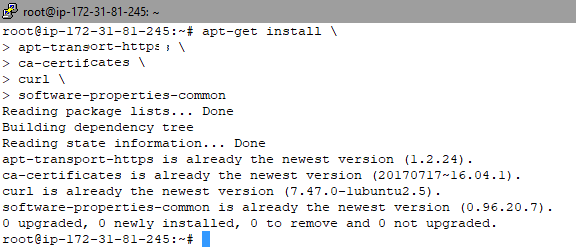 root@ip-172-31-81-245: ~
root@ip-172-31-81-245:~# apt-get install \
> apt-transport-https \
> ca-certificates \
> curl \
> software-properties-common
Reading package lists... Done
Building dependency tree
Reading state information... Done
apt-transport-https is already the newest version (1.2.24).
ca-certificates is already the newest version (20170717~16.04.1).
curl is already the newest version (7.47.0-1ubuntu2.5).
software-properties-common is already the newest version (0.96.20.7).
0 upgraded, 0 newly installed, 0 to remove and 0 not upgraded.
root@ip-172-31-81-245:~#